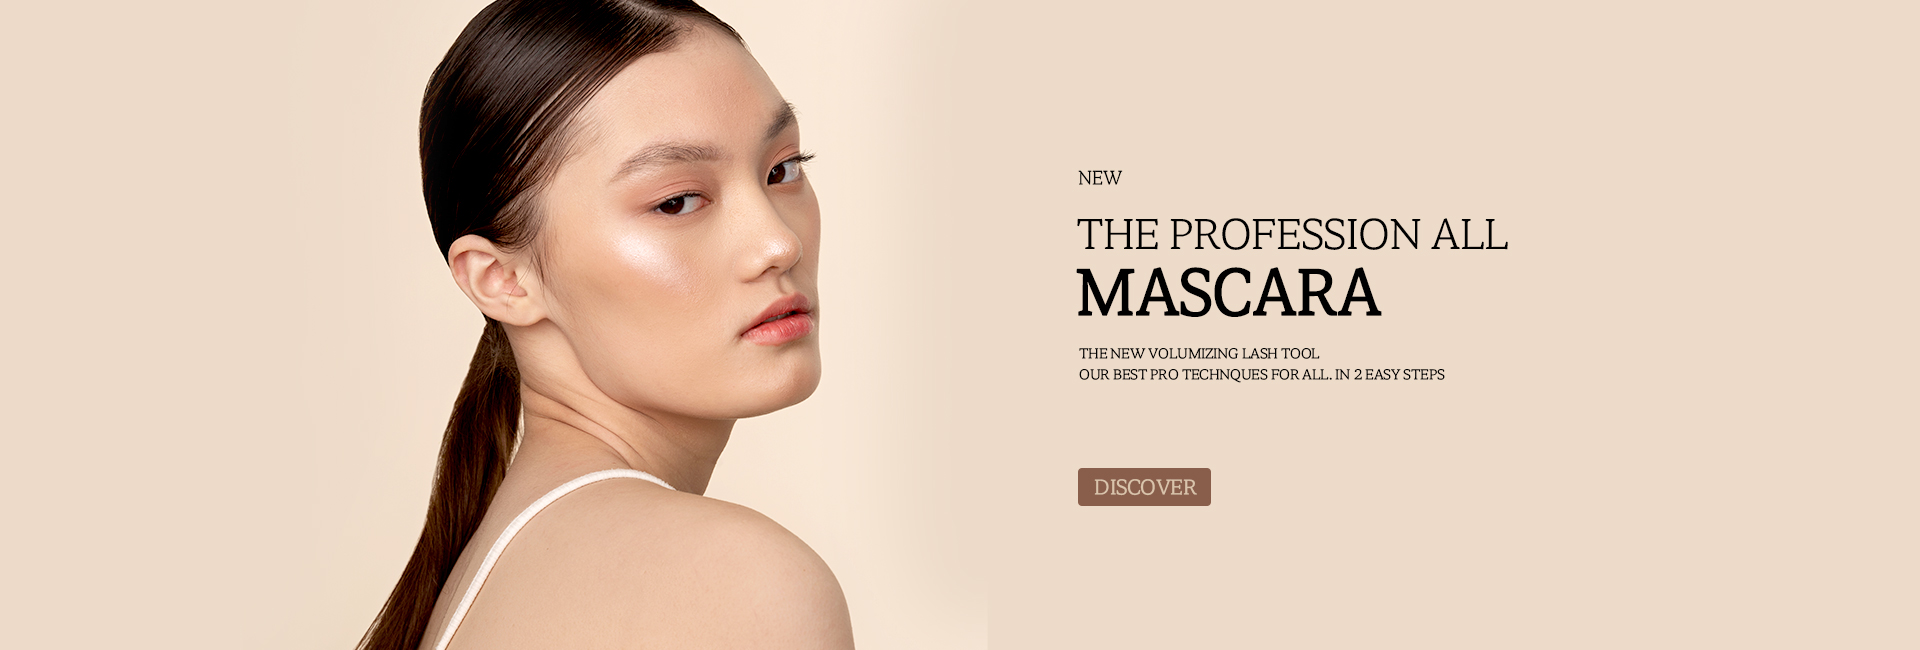 NEW
THE PROFESSION ALL
MASCARA
THE NEW VOLUMIZING LASH TOOL
OUR BEST PRO TECHNQUES FOR ALL. IN 2 EASY STEPS
DISCOVER